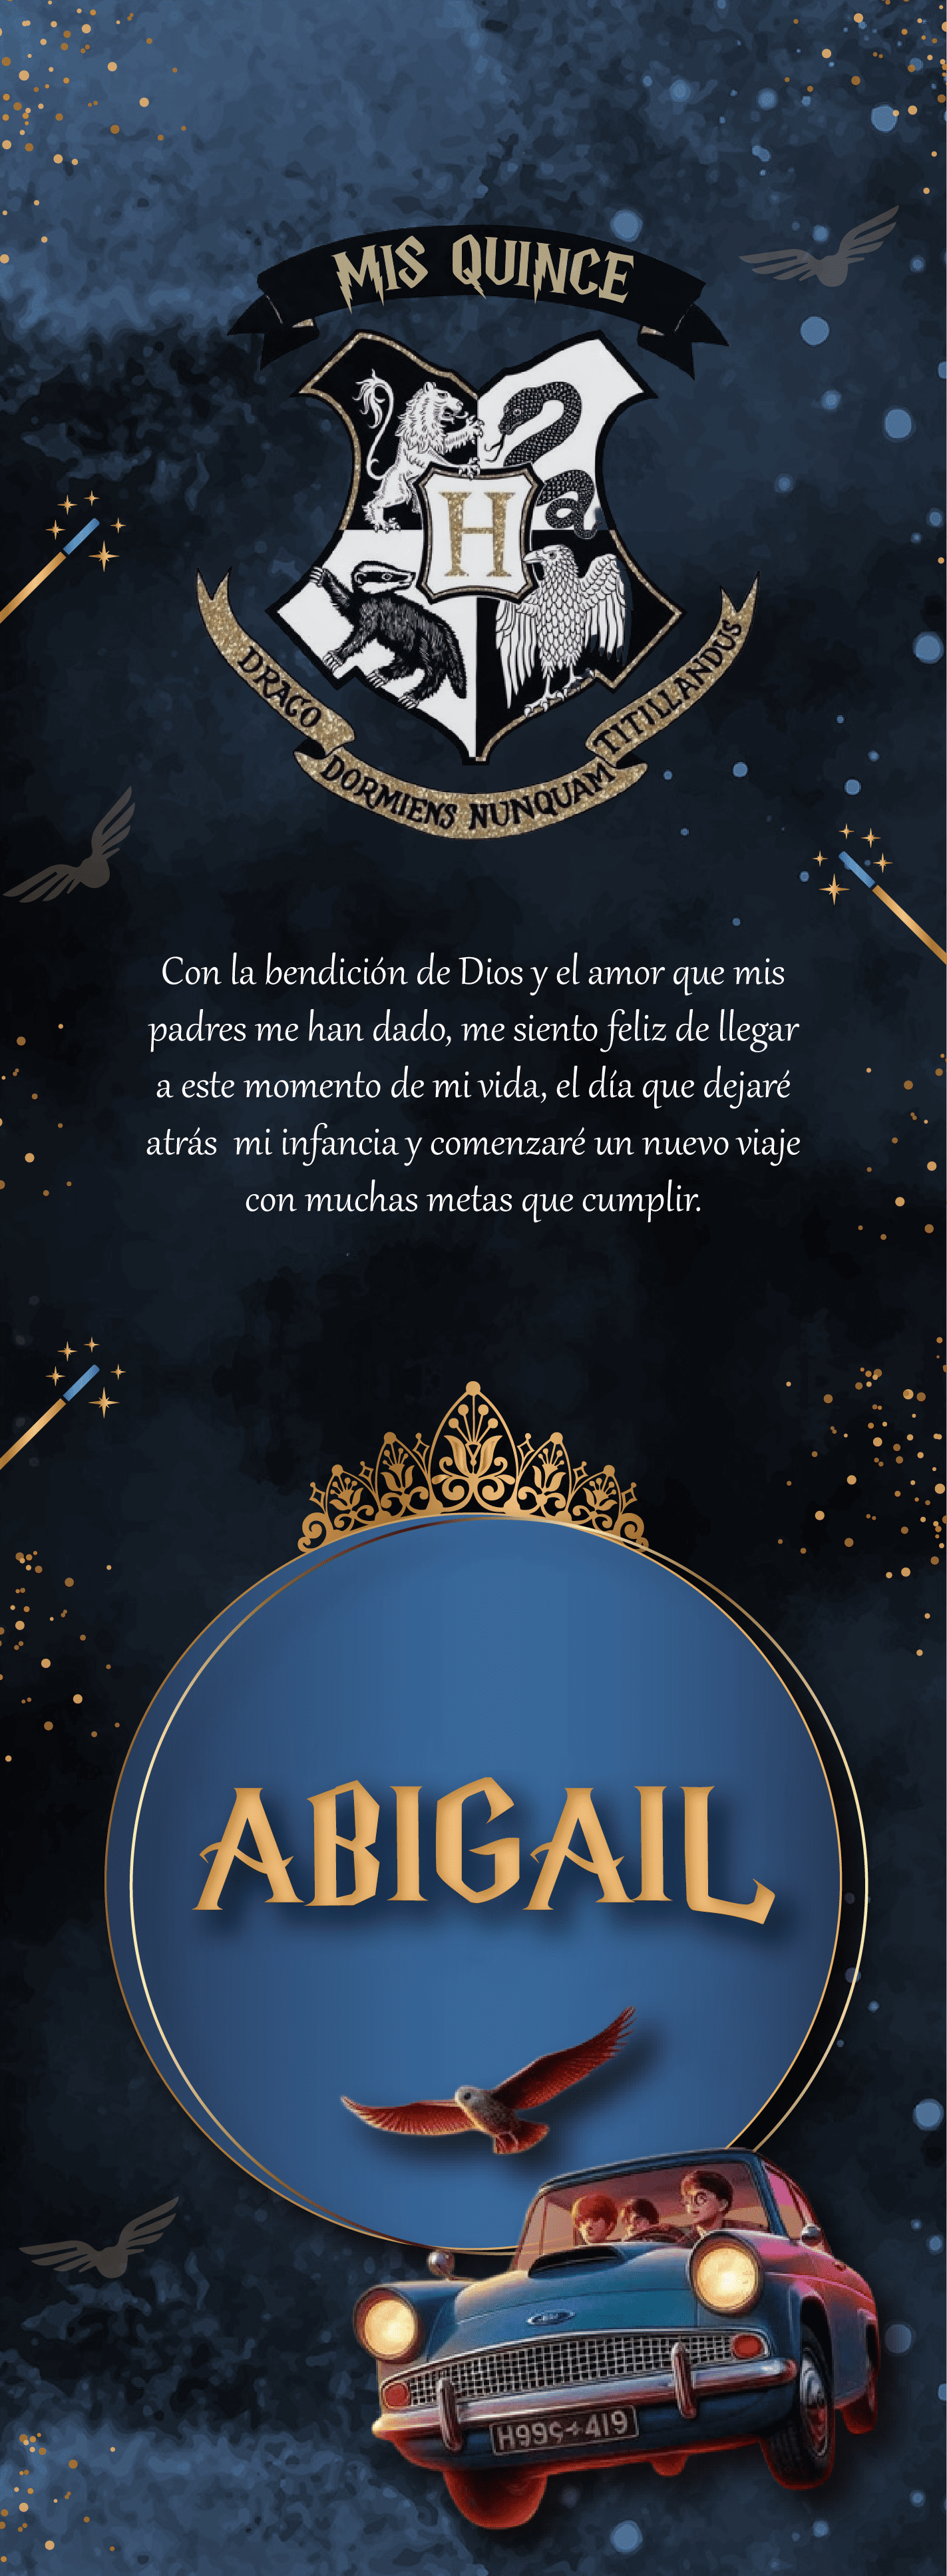 MIS QUINCE
H
DRACO
DORMIENS NUNQUAM
TITILLANDUS
Con la bendición de Dios y el amor que mis
padres me han dado, me siento feliz de llegar
a este momento de mi vida, el día que dejaré
atrás mi infancia y comenzaré un nuevo viaje
con muchas metas que cumplir.
ABIGAIL